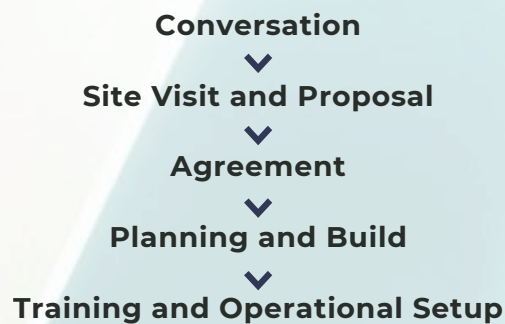 Conversation
Site Visit and Proposal
Agreement
Planning and Build
Training and Operational Setup